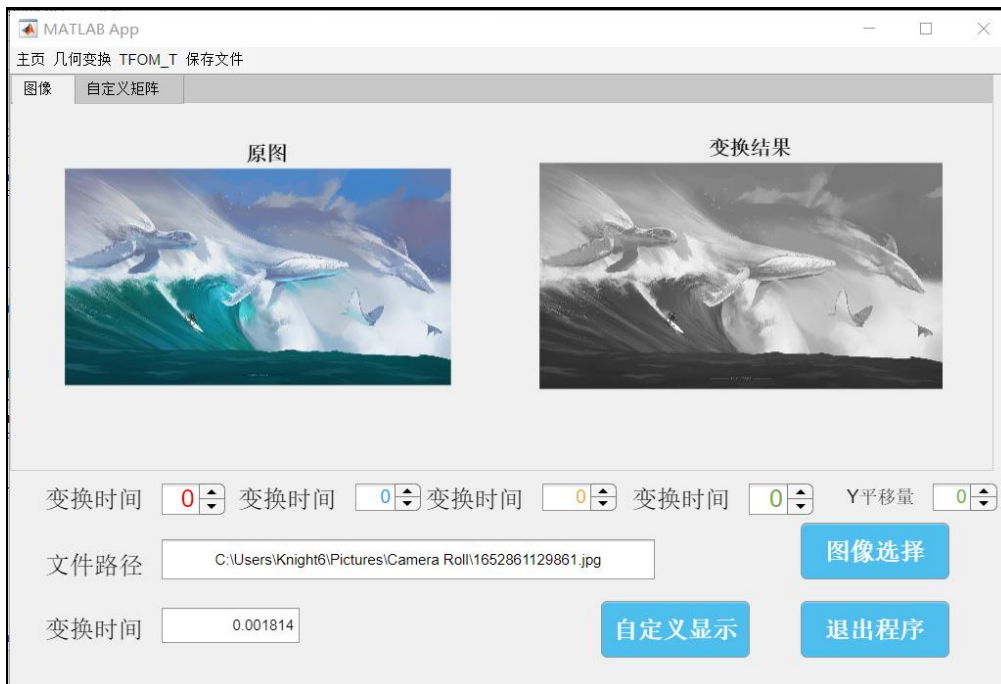 MATLAB App
主页 几何变换 TFOM_T 保存文件
图像 自定义矩阵
原图 变换结果
变换时间 0 变换时间 0 变换时间 0 变换时间 0 Y平移量 0
文件路径 C:\Users\Knight6\Pictures\Camera Roll\1652861129861.jpg 图像选择
变换时间 0.001814 自定义显示 退出程序